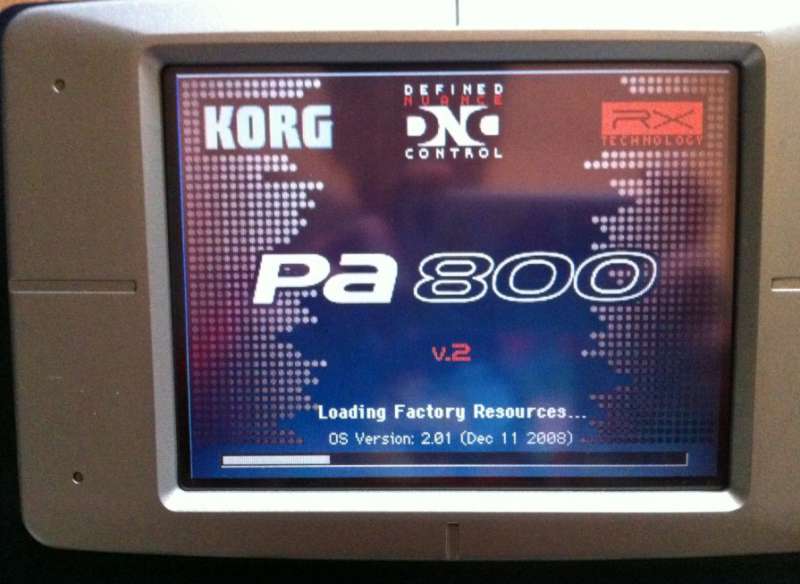 KORG
DEFINED
NUANCE
DNC
CONTROL
RX
TECHNOLOGY
Pa 800
v.2
Loading Factory Resources...
OS Version: 2.01 (Dec 11 2008)